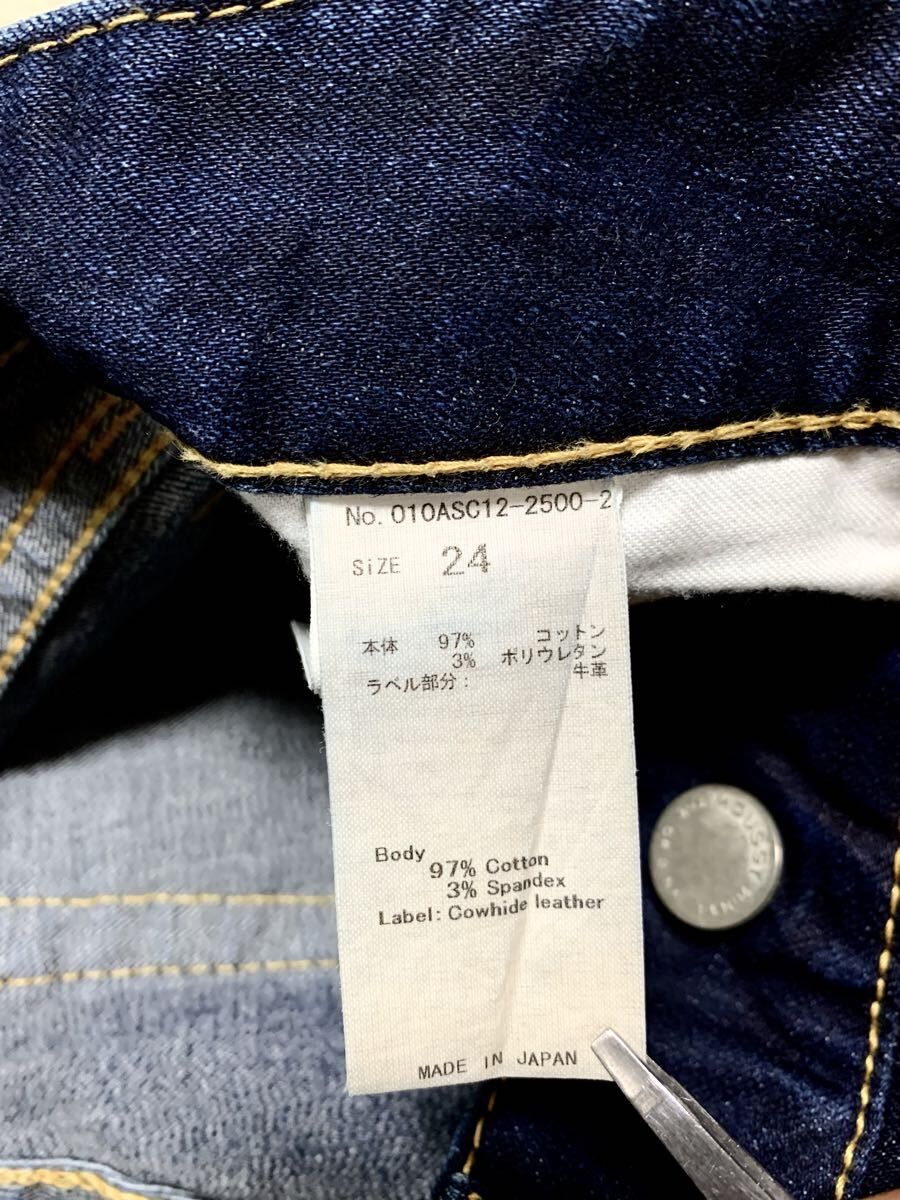 No. 010ASC12-2500-2
SiZE 24
本体 97% コットン
3% ポリウレタン
ラベル部分: 牛革
Body
97% Cotton
3% Spandex
Label: Cowhide leather
MADE IN JAPAN